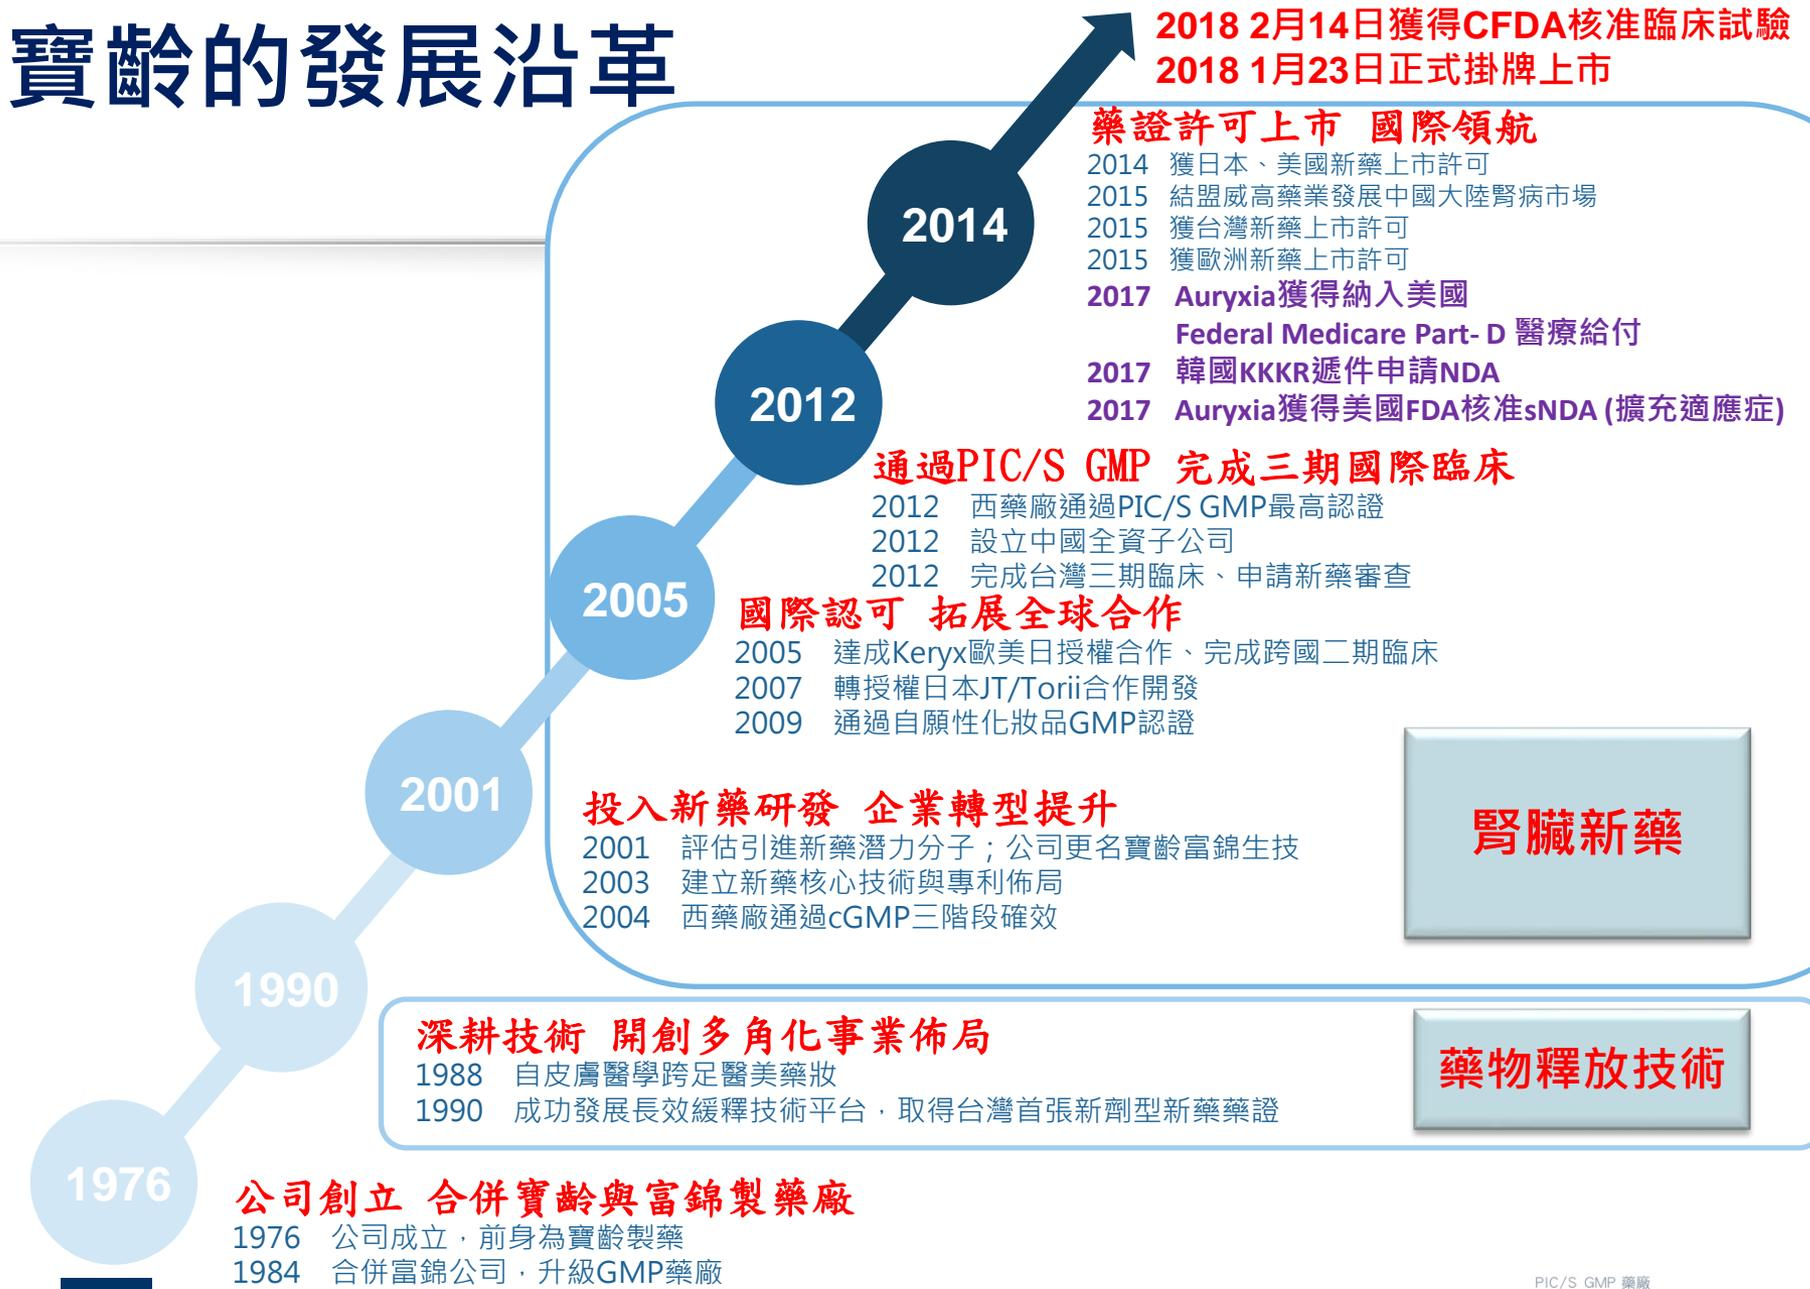 寶齡的發展沿革
2018 2月14日獲得CFDA核准臨床試驗
2018 1月23日正式掛牌上市
藥證許可上市 國際領航
2014 獲日本、美國新藥上市許可
2015 結盟威高藥業發展中國大陸腎病市場
2015 獲台灣新藥上市許可
2015 獲歐洲新藥上市許可
2017 Auryxia獲得納入美國
Federal Medicare Part- D 醫療給付
2017 韓國KKKR遞件申請NDA
2017 Auryxia獲得美國FDA核准sNDA (擴充適應症)
2014
2012
通過PIC/S GMP 完成三期國際臨床
2012 西藥廠通過PIC/S GMP最高認證
2012 設立中國全資子公司
2012 完成台灣三期臨床、申請新藥審查
2005
國際認可 拓展全球合作
2005 達成Keryx歐美日授權合作、完成跨國二期臨床
2007 轉授權日本JT/Torii合作開發
2009 通過自願性化妝品GMP認證
2001
投入新藥研發 企業轉型提升
2001 評估引進新藥潛力分子；公司更名寶齡富錦生技
2003 建立新藥核心技術與專利佈局
2004 西藥廠通過cGMP三階段確效
腎臟新藥
1990
深耕技術 開創多角化事業佈局
1988 自皮膚醫學跨足醫美藥妝
1990 成功發展長效緩釋技術平台，取得台灣首張新劑型新藥藥證
藥物釋放技術
1976
公司創立 合併寶齡與富錦製藥廠
1976 公司成立，前身為寶齡製藥
1984 合併富錦公司，升級GMP藥廠
PIC/S GMP 藥廠